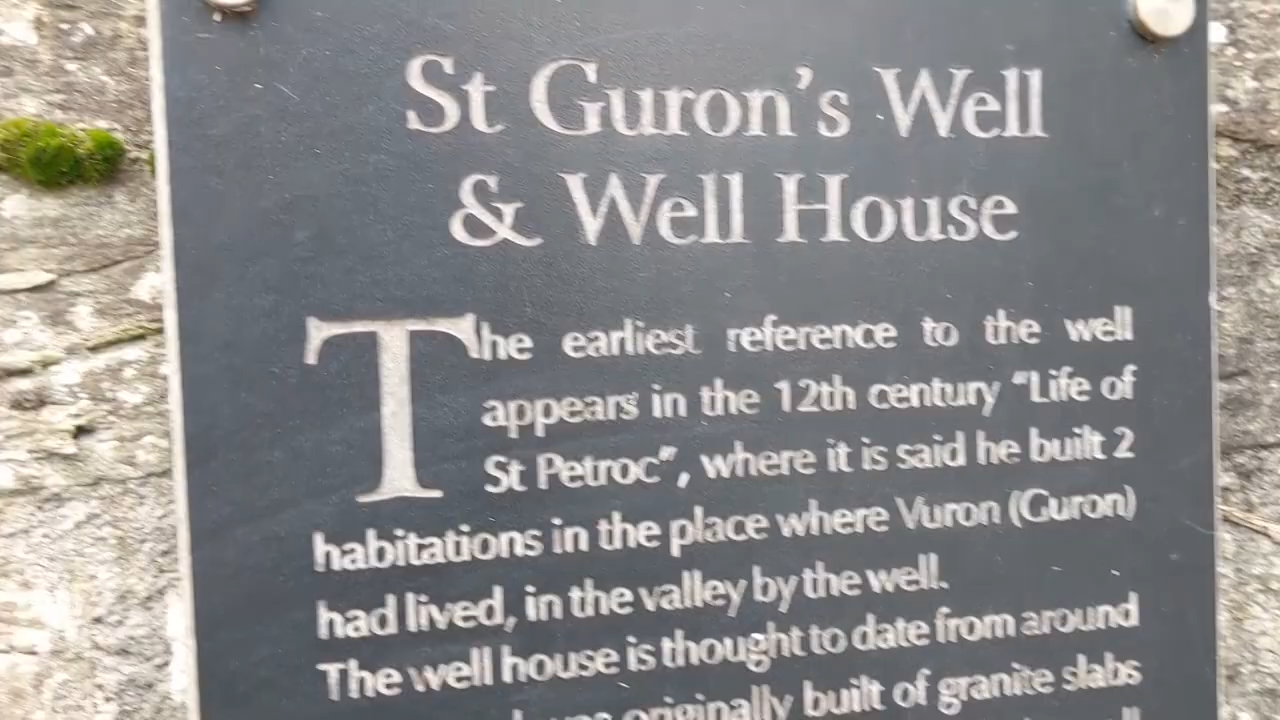 St Guron's Well
& Well House
The earliest reference to the well
appears in the 12th century “Life of
St Petroc”, where it is said he built 2
habitations in the place where Vuron (Guron)
had lived, in the valley by the well.
The well house is thought to date from around
originally built of granite slabs